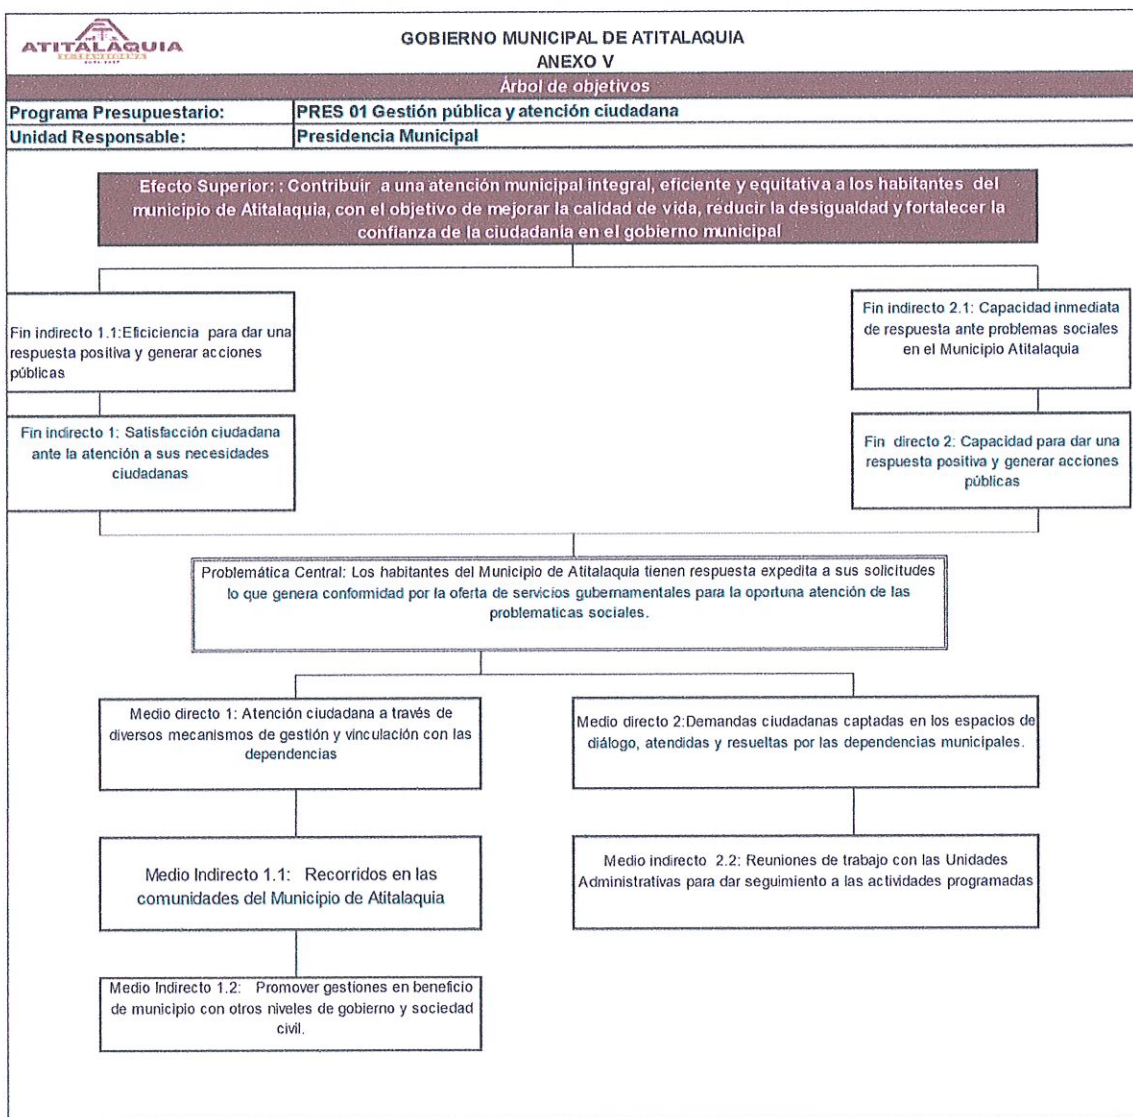 ATITALAQUIA
GOBIERNO MUNICIPAL DE ATITALAQUIA
ANEXO V
Árbol de objetivos
Programa Presupuestario: PRES 01 Gestión pública y atención ciudadana
Unidad Responsable: Presidencia Municipal
Efecto Superior: : Contribuir a una atención municipal integral, eficiente y equitativa a los habitantes del
municipio de Atitalaquia, con el objetivo de mejorar la calidad de vida, reducir la desigualdad y fortalecer la
confianza de la ciudadanía en el gobierno municipal
Fin indirecto 1.1:Eficiciencia para dar una
respuesta positiva y generar acciones
públicas
Fin indirecto 2.1: Capacidad inmediata
de respuesta ante problemas sociales
en el Municipio Atitalaquia
Fin indirecto 1: Satisfacción ciudadana
ante la atención a sus necesidades
ciudadanas
Fin directo 2: Capacidad para dar una
respuesta positiva y generar acciones
públicas
Problemática Central: Los habitantes del Municipio de Atitalaquia tienen respuesta expedita a sus solicitudes
lo que genera conformidad por la oferta de servicios gubernamentales para la oportuna atención de las
problematicas sociales.
Medio directo 1: Atención ciudadana a través de
diversos mecanismos de gestión y vinculación con las
dependencias
Medio directo 2:Demandas ciudadanas captadas en los espacios de
diálogo, atendidas y resueltas por las dependencias municipales.
Medio Indirecto 1.1: Recorridos en las
comunidades del Municipio de Atitalaquia
Medio indirecto 2.2: Reuniones de trabajo con las Unidades
Administrativas para dar seguimiento a las actividades programadas
Medio Indirecto 1.2: Promover gestiones en beneficio
de municipio con otros niveles de gobierno y sociedad
civil.